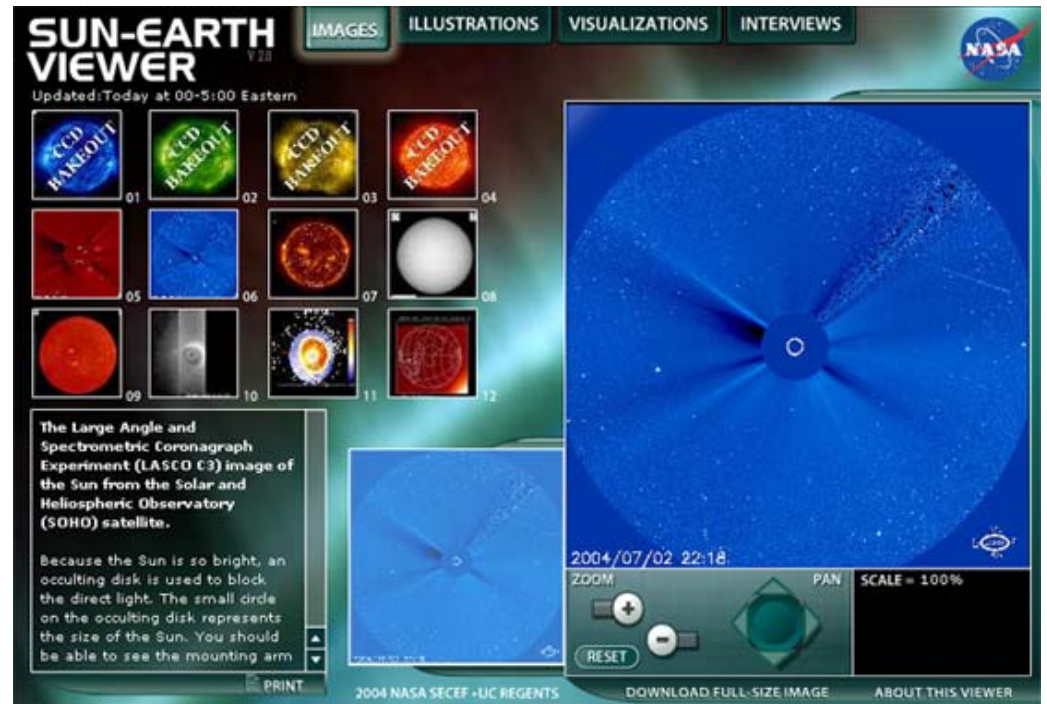 SUN-EARTH
VIEWER
V 2.0
Updated:Today at 00-5:00 Eastern
IMAGES
ILLUSTRATIONS
VISUALIZATIONS
INTERVIEWS
NASA
CCD
BAKEOUT
01
CCD
BAKEOUT
02
CCD
BAKEOUT
03
CCD
BAKEOUT
04
05
06
07
08
09
10
11
12
The Large Angle and
Spectrometric Coronagraph
Experiment (LASCO C3) image of
the Sun from the Solar and
Heliospheric Observatory
(SOHO) satellite.
Because the Sun is so bright, an
occulting disk is used to block
the direct light. The small circle
on the occulting disk represents
the size of the Sun. You should
be able to see the mounting arm
PRINT
2004/07/02 22:18
ZOOM
PAN
SCALE = 100%
RESET
2004 NASA SECEF +UC REGENTS
DOWNLOAD FULL-SIZE IMAGE
ABOUT THIS VIEWER